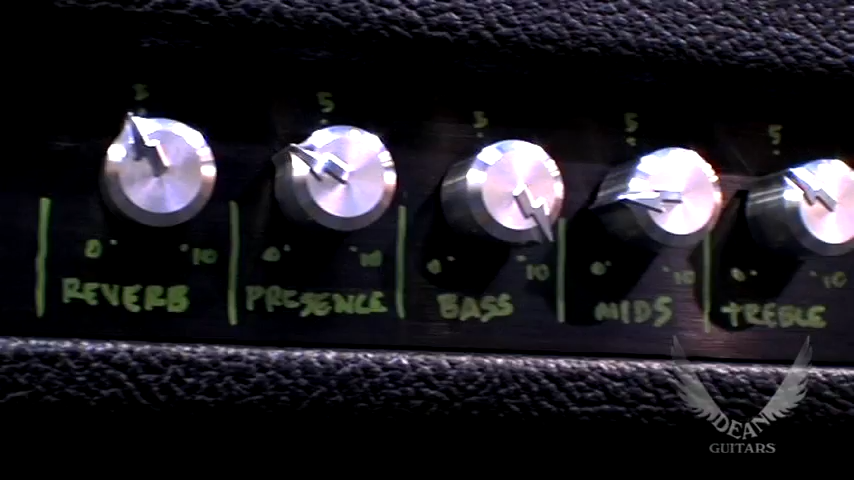 5 5 5 5 5
0 10 0 10 0 10 0 10 0 10
REVERB PRESENCE BASS MIDS TREBLE
DEAN
GUITARS